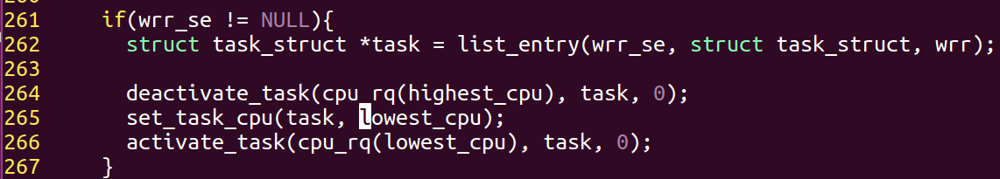 261     if(wrr_se != NULL){
262       struct task_struct *task = list_entry(wrr_se, struct task_struct, wrr);
263
264       deactivate_task(cpu_rq(highest_cpu), task, 0);
265       set_task_cpu(task, lowest_cpu);
266       activate_task(cpu_rq(lowest_cpu), task, 0);
267     }